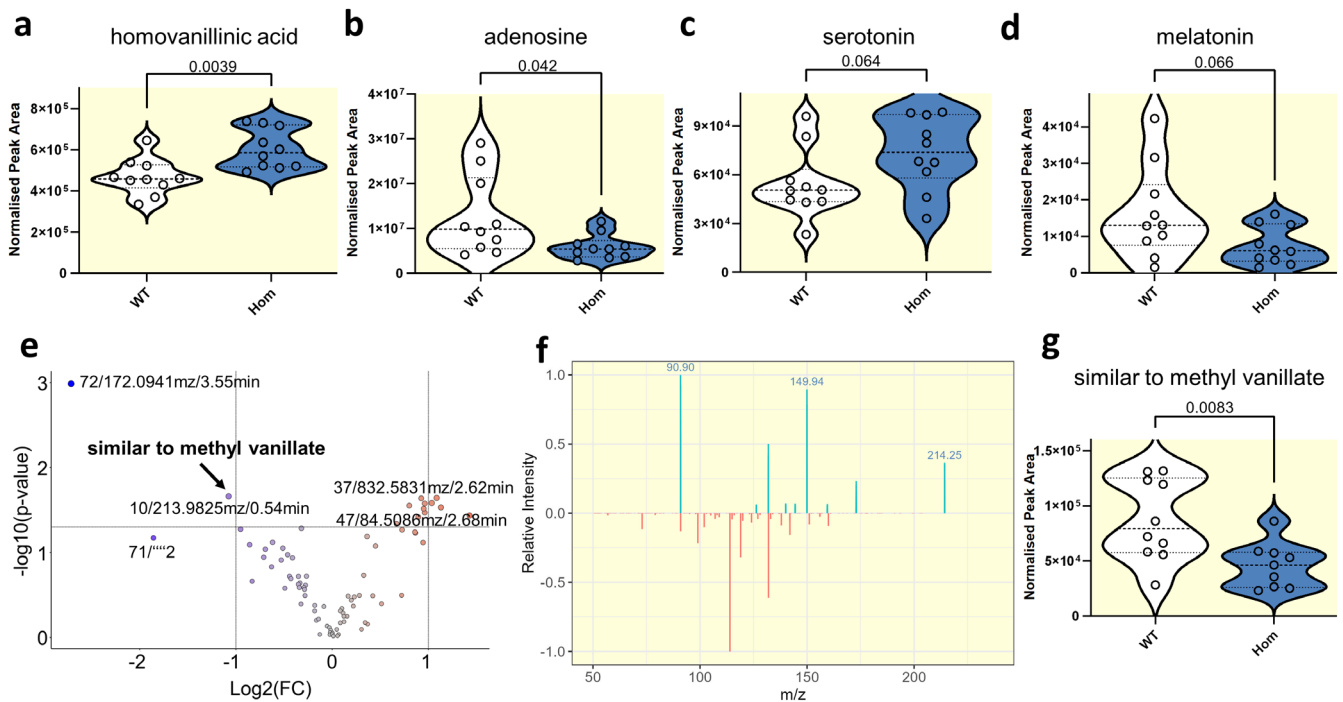 a
homovanillinic acid
0.0039
Normalised Peak Area
8×10⁵
6×10⁵
4×10⁵
2×10⁵
0
WT
Hom
b
adenosine
0.042
Normalised Peak Area
4×10⁷
3×10⁷
2×10⁷
1×10⁷
0
WT
Hom
c
serotonin
0.064
Normalised Peak Area
9×10⁴
6×10⁴
3×10⁴
0
WT
Hom
d
melatonin
0.066
Normalised Peak Area
4×10⁴
3×10⁴
2×10⁴
1×10⁴
0
WT
Hom
e
3
2
1
0
-log10(p-value)
72/172.0941mz/3.55min
similar to methyl vanillate
10/213.9825mz/0.54min
37/832.5831mz/2.62min
47/84.5086mz/2.68min
71/""2
-2
-1
0
1
Log2(FC)
f
Relative Intensity
1.0
0.5
0.0
-0.5
-1.0
90.90
149.94
214.25
50
100
150
200
m/z
g
similar to methyl vanillate
0.0083
Normalised Peak Area
1.5×10⁵
1×10⁵
5×10⁴
0
WT
Hom